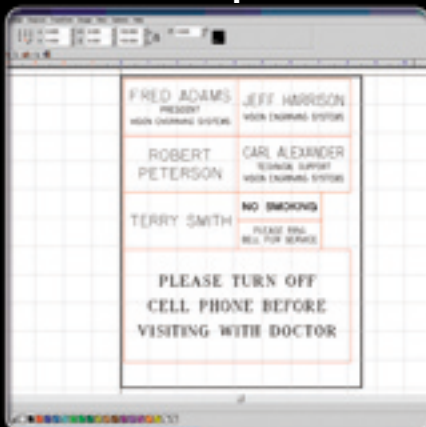 FRED ADAMS
PRESIDENT
VISION ENGRAVING SYSTEMS
JEFF HARRISON
VISION ENGRAVING SYSTEMS
ROBERT
PETERSON
CARL ALEXANDER
TECHNICAL SUPPORT
VISION ENGRAVING SYSTEMS
TERRY SMITH
NO SMOKING
PLEASE RING
BELL FOR SERVICE
PLEASE TURN OFF
CELL PHONE BEFORE
VISITING WITH DOCTOR